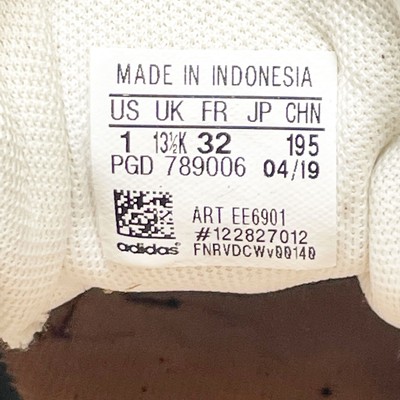 MADE IN INDONESIA
US UK FR JP CHN
1 13½K 32 195
PGD 789006 04/19
ART EE6901
#122827012
adidas® FNRVDCWv00140